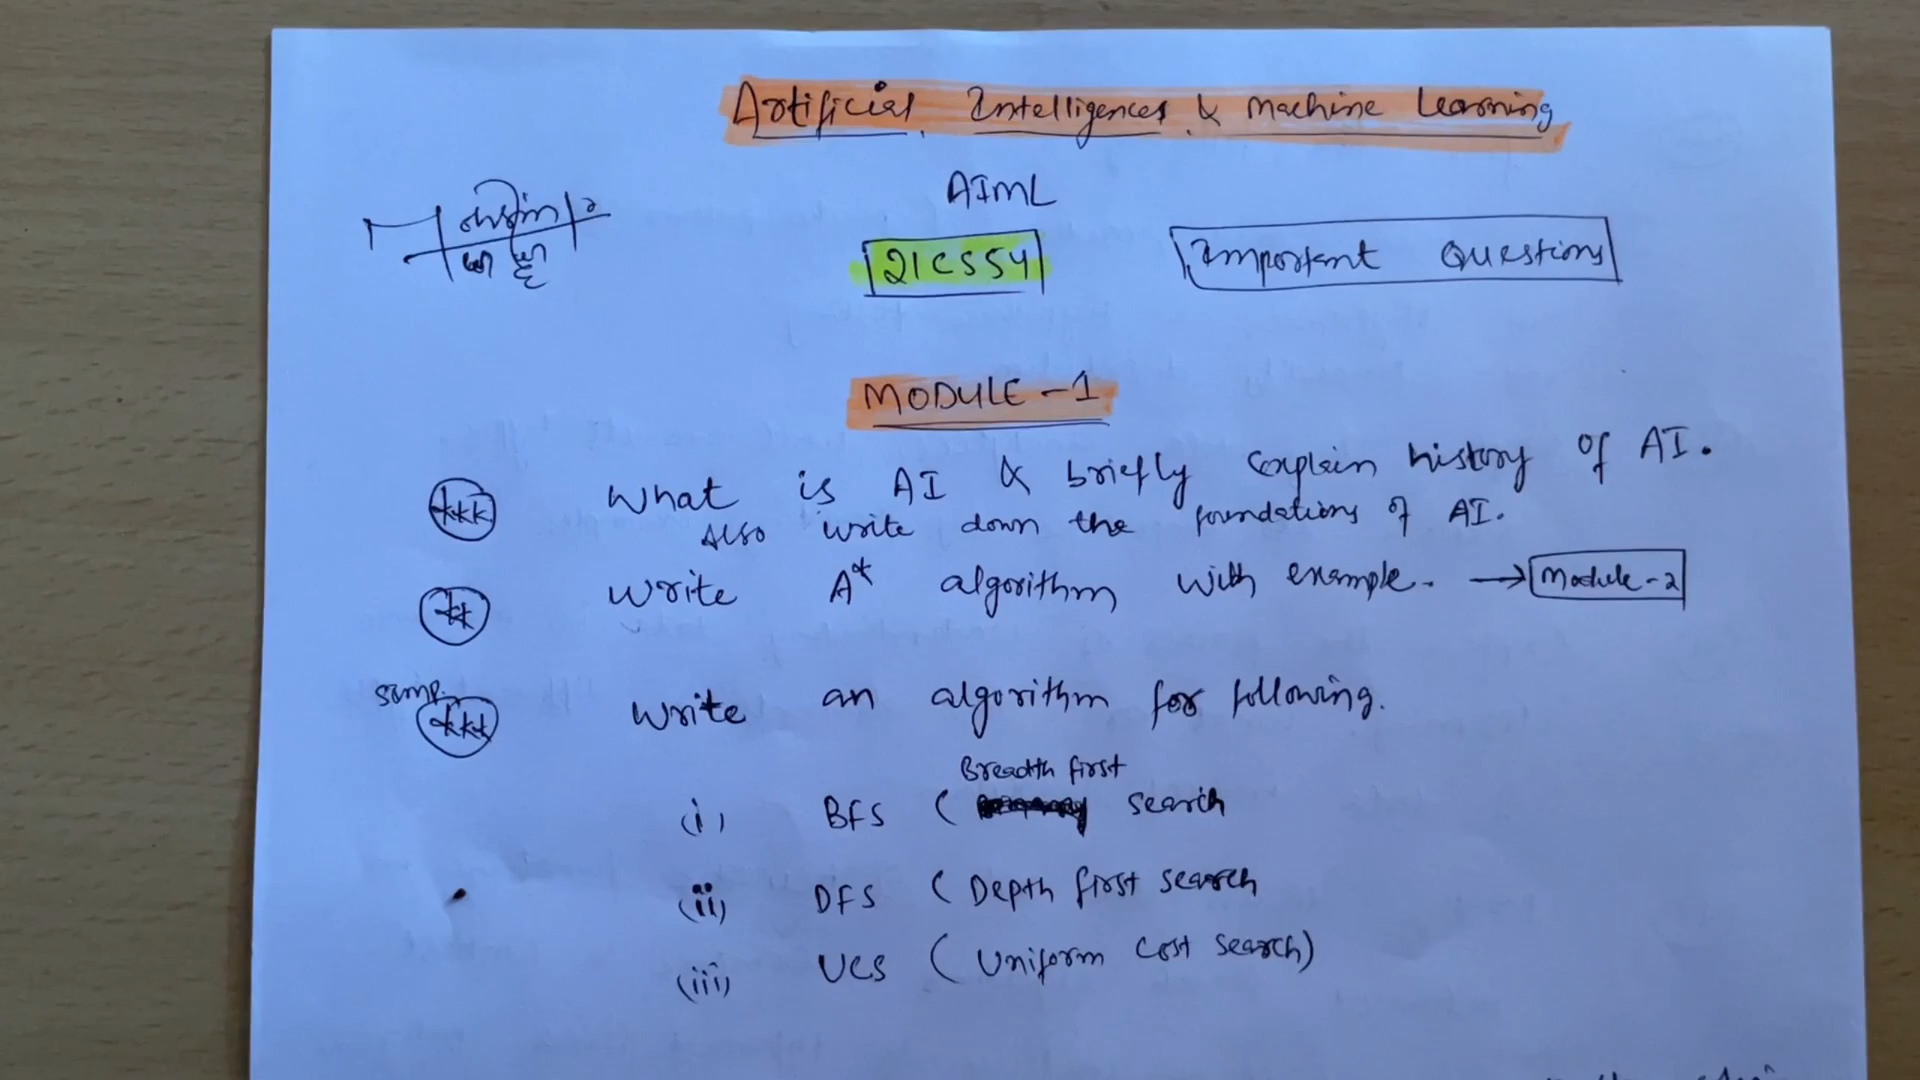 Artificial Intelligences & Machine Learning
AIML
21CS54
Important Questions
MODULE-1
*** What is AI & briefly explain history of AI.
Also write down the foundations of AI.
** Write A* algorithm with example. → Module-2
*** Write an algorithm for following.
Breadth first
(i) BFS ( search
(ii) DFS ( Depth first search
(iii) UCS ( Uniform cost search)